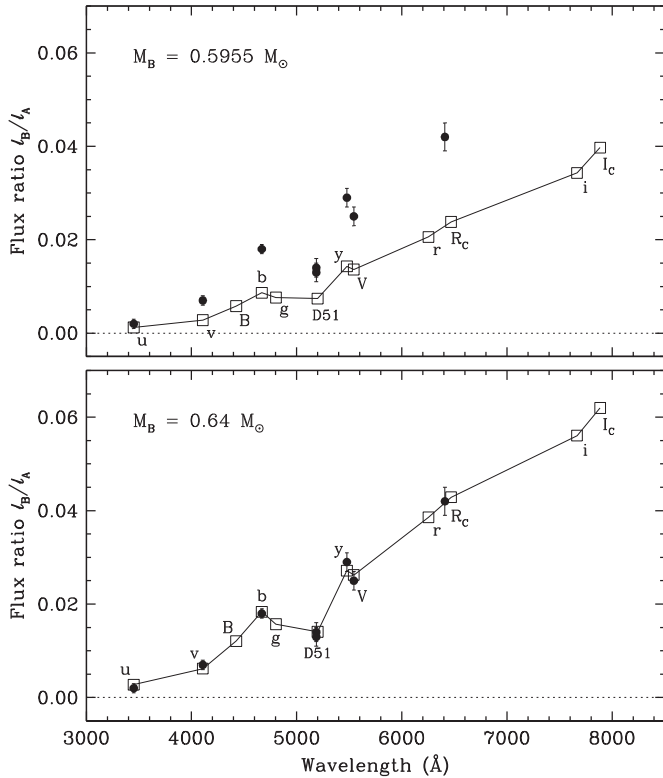 0.06
M_B = 0.5955 M_⊙
0.04
I_c
i
Flux ratio ℓ_B/ℓ_A
R_c
r
0.02
y
V
b
g
D51
B
v
u
0.00
0.06
M_B = 0.64 M_⊙
I_c
i
0.04
R_c
r
Flux ratio ℓ_B/ℓ_A
y
V
0.02
b
g
D51
B
v
u
0.00
3000 4000 5000 6000 7000 8000
Wavelength (Å)